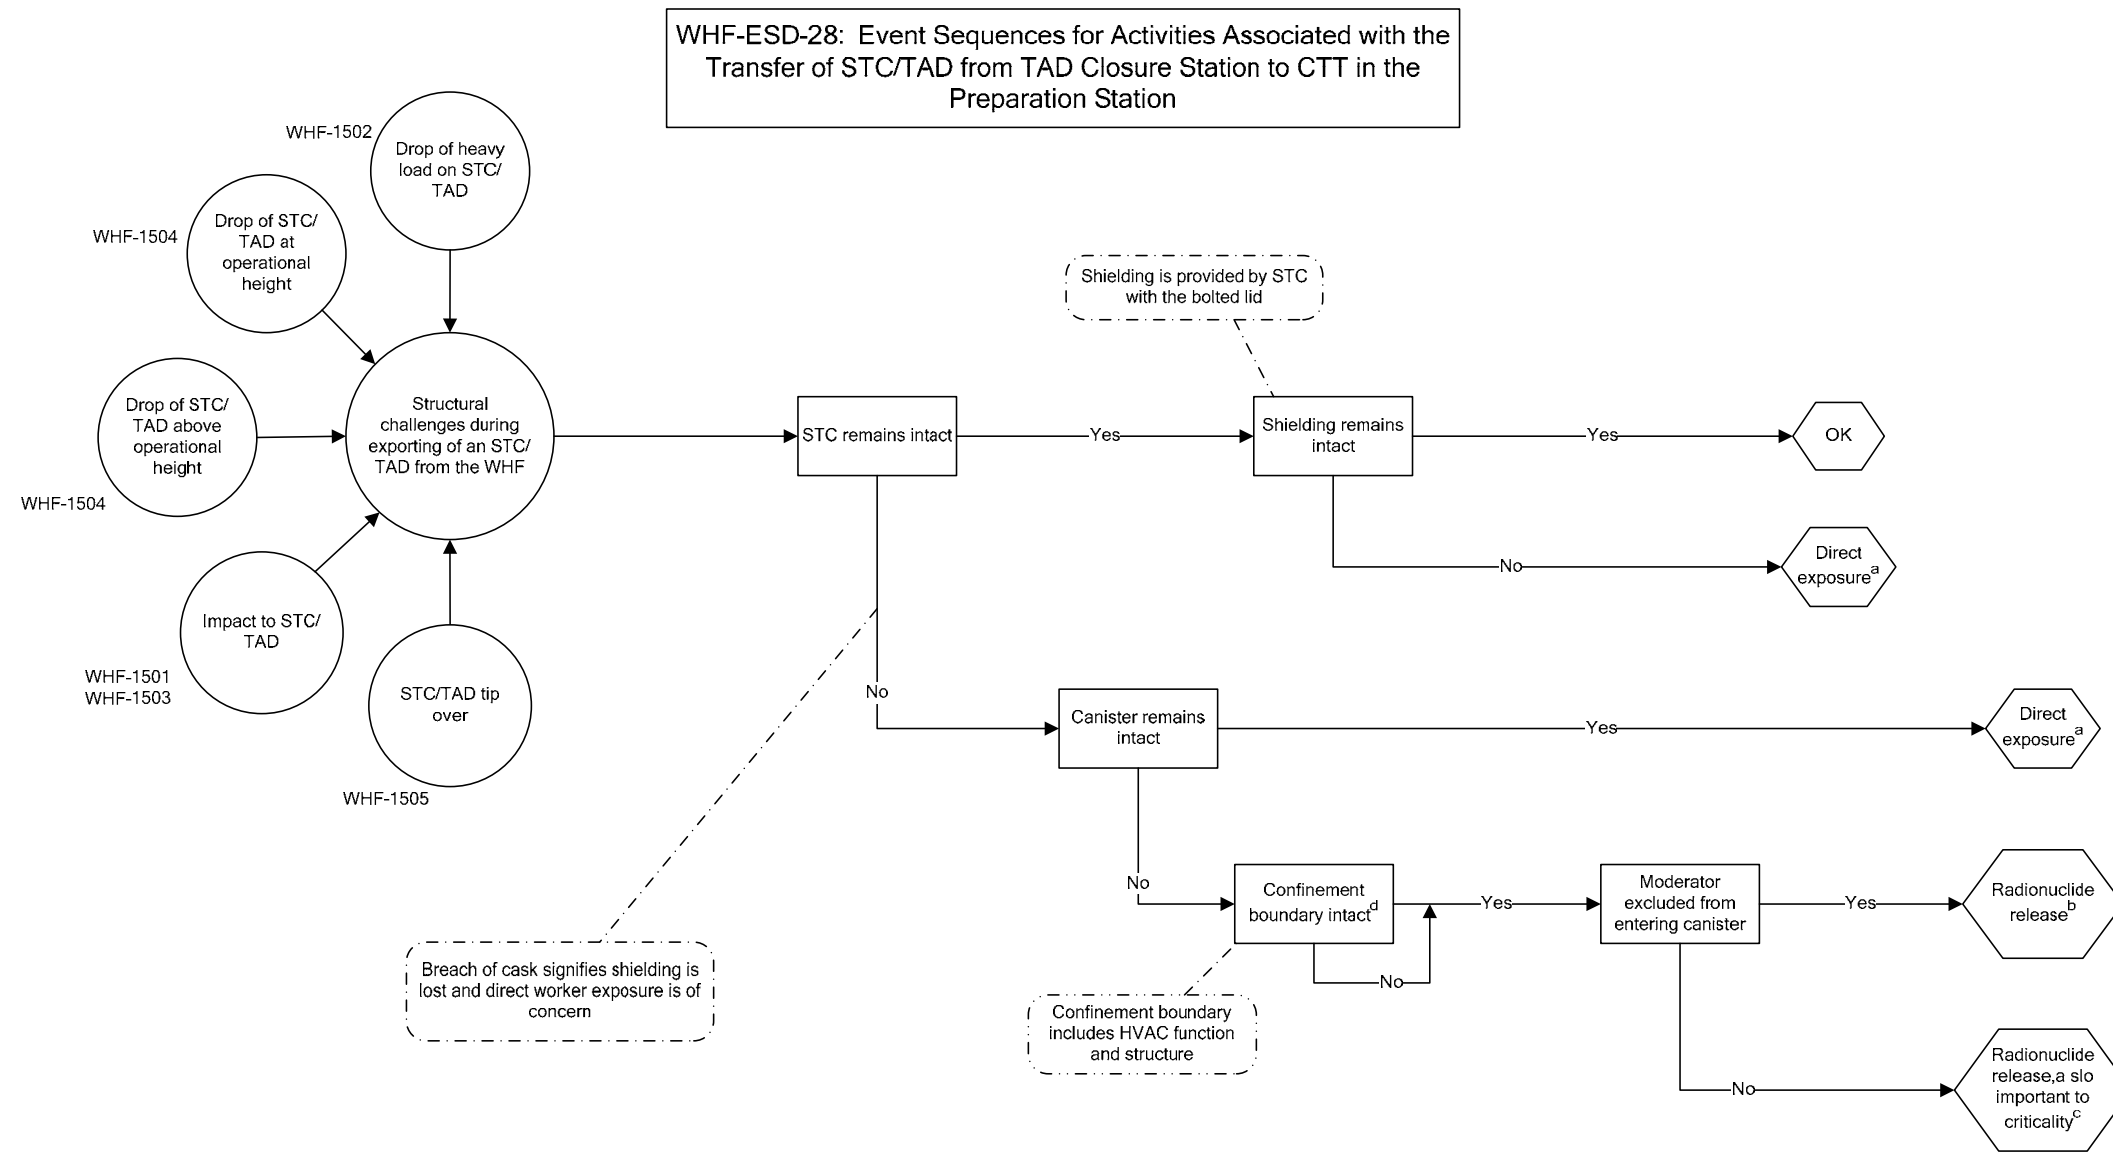 WHF-ESD-28: Event Sequences for Activities Associated with the
Transfer of STC/TAD from TAD Closure Station to CTT in the
Preparation Station
WHF-1502
Drop of heavy
load on STC/
TAD
WHF-1504
Drop of STC/
TAD at
operational
height
Drop of STC/
TAD above
operational
height
WHF-1504
Impact to STC/
TAD
WHF-1501
WHF-1503
STC/TAD tip
over
WHF-1505
Structural
challenges during
exporting of an STC/
TAD from the WHF
STC remains intact
Yes
Shielding is provided by STC
with the bolted lid
Shielding remains
intact
Yes
OK
No
Direct
exposureᵃ
No
Breach of cask signifies shielding is
lost and direct worker exposure is of
concern
Canister remains
intact
Yes
Direct
exposureᵃ
No
Confinement
boundary intactᵈ
Confinement boundary
includes HVAC function
and structure
No
Yes
Moderator
excluded from
entering canister
Yes
Radionuclide
releaseᵇ
No
Radionuclide
release,a slo
important to
criticalityᶜ